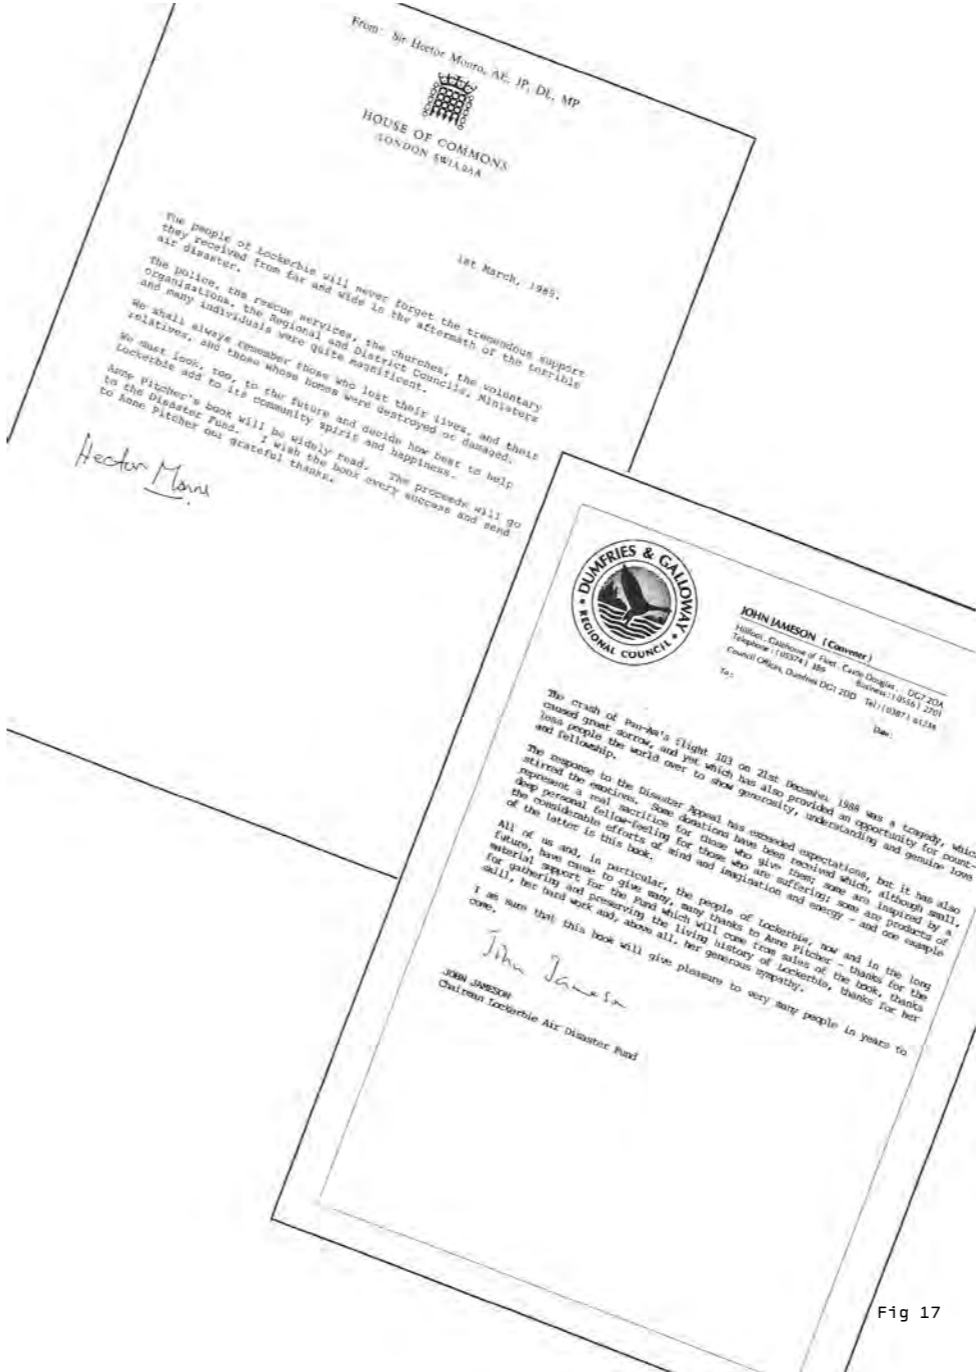 From: Sir Hector Monro, AE, JP, DL, MP
HOUSE OF COMMONS
LONDON SW1A 0AA
1st March, 1989.
The people of Lockerbie will never forget the tremendous support
they received from far and wide in the aftermath of the terrible
air disaster.
The police, the rescue services, the churches, the voluntary
organisations, the Regional and District Councils, Ministers
and many individuals were quite magnificent.
We shall always remember those who lost their lives, and their
relatives, and those whose homes were destroyed or damaged.
We must look, too, to the future and decide how best to help
Lockerbie add to its community spirit and happiness.
Anne Pitcher's book will be widely read. The proceeds will go
to the Disaster Fund. I wish the book every success and send
to Anne Pitcher our grateful thanks.
Hector Monro
DUMFRIES & GALLOWAY
REGIONAL COUNCIL
JOHN JAMESON (Convener)
Gatehouse of Fleet, Castle Douglas, DG7 2DA
Telephone: (05574) 389 Business: (0556) 2701
Council Offices, Dumfries DG1 2DD Tel: (0387) 61234
To: Date:
The crash of Pan-Am's flight 103 on 21st December 1988 was a tragedy, which
caused great sorrow, and yet which has also provided an opportunity for count-
less people the world over to show generosity, understanding and genuine love
and fellowship.
The response to the Disaster Appeal has exceeded expectations, but it has also
stirred the emotions. Some donations have been received which, although small,
represent a real sacrifice for those who give them; some are inspired by a
deep personal fellow-feeling for those who are suffering; some are products of
the considerable efforts of mind and imagination and energy - and one example
of the latter is this book.
All of us and, in particular, the people of Lockerbie, now and in the long
future, have cause to give many, many thanks to Anne Pitcher - thanks for the
material support for the Fund which will come from sales of the book, thanks
for gathering and preserving the living history of Lockerbie, thanks for her
skill, her hard work and, above all, her generous sympathy.
I am sure that this book will give pleasure to very many people in years to
come.
John Jameson
JOHN JAMESON
Chairman Lockerbie Air Disaster Fund
Fig 17